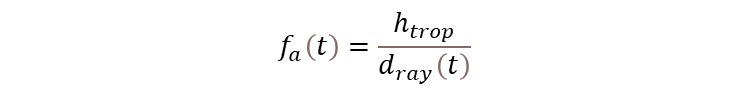 f_a(t) = h_trop / d_ray(t)